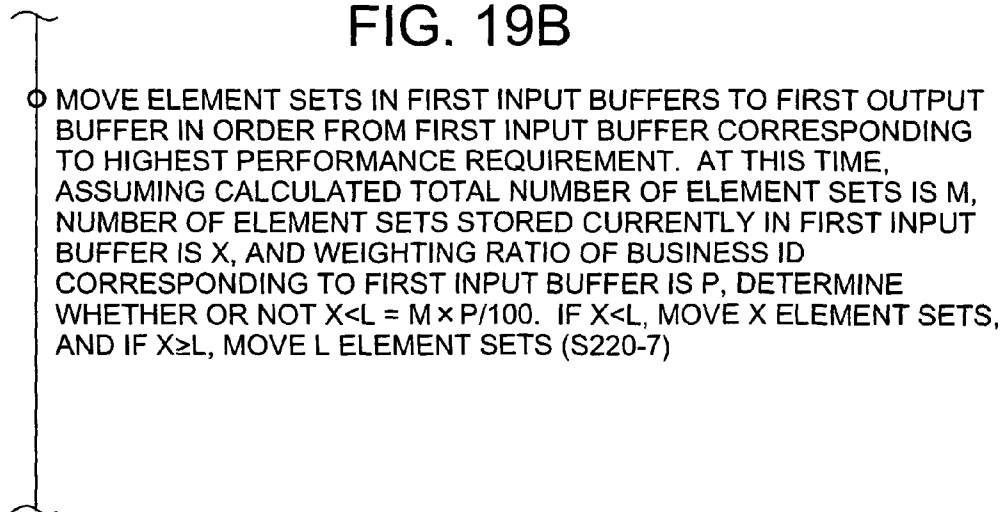 FIG. 19B
MOVE ELEMENT SETS IN FIRST INPUT BUFFERS TO FIRST OUTPUT
BUFFER IN ORDER FROM FIRST INPUT BUFFER CORRESPONDING
TO HIGHEST PERFORMANCE REQUIREMENT. AT THIS TIME,
ASSUMING CALCULATED TOTAL NUMBER OF ELEMENT SETS IS M,
NUMBER OF ELEMENT SETS STORED CURRENTLY IN FIRST INPUT
BUFFER IS X, AND WEIGHTING RATIO OF BUSINESS ID
CORRESPONDING TO FIRST INPUT BUFFER IS P, DETERMINE
WHETHER OR NOT X<L = M × P/100. IF X<L, MOVE X ELEMENT SETS,
AND IF X≥L, MOVE L ELEMENT SETS (S220-7)